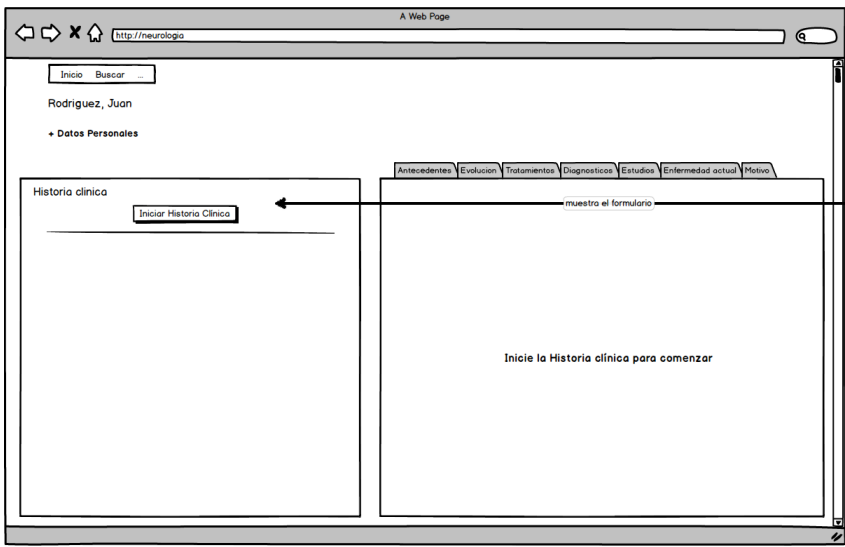 A Web Page
http://neurologia
Inicio Buscar ...
Rodriguez, Juan
+ Datos Personales
Antecedentes Evolucion Tratamientos Diagnosticos Estudios Enfermedad actual Motivo
Historia clinica
Iniciar Historia Clínica
muestra el formulario
Inicie la Historia clínica para comenzar